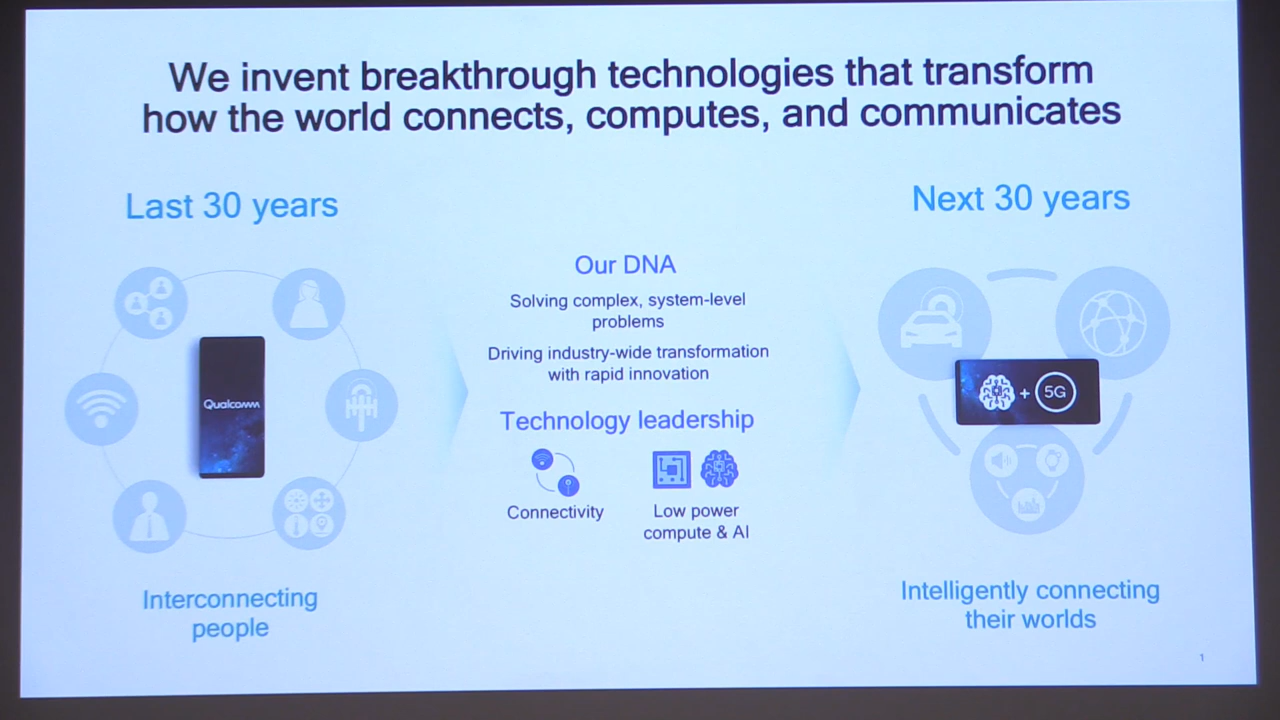 We invent breakthrough technologies that transform
how the world connects, computes, and communicates
Last 30 years
Next 30 years
Our DNA
Solving complex, system-level
problems
Driving industry-wide transformation
with rapid innovation
Qualcomm
+ 5G
Technology leadership
Connectivity
Low power
compute & AI
Interconnecting
people
Intelligently connecting
their worlds
1